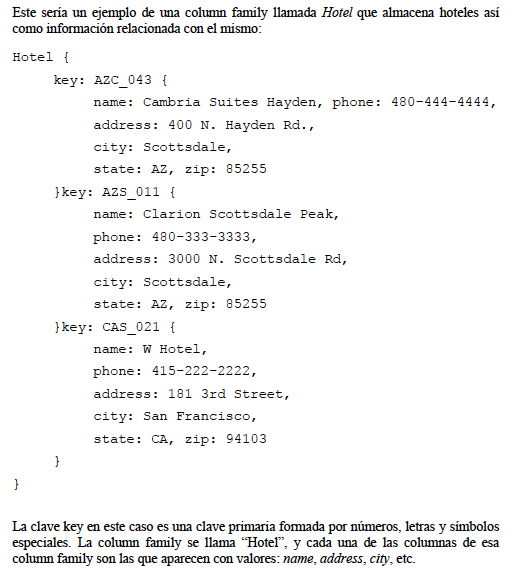 Este sería un ejemplo de una column family llamada Hotel que almacena hoteles así
como información relacionada con el mismo:
Hotel {
key: AZC_043 {
name: Cambria Suites Hayden, phone: 480-444-4444,
address: 400 N. Hayden Rd.,
city: Scottsdale,
state: AZ, zip: 85255
}key: AZS_011 {
name: Clarion Scottsdale Peak,
phone: 480-333-3333,
address: 3000 N. Scottsdale Rd,
city: Scottsdale,
state: AZ, zip: 85255
}key: CAS_021 {
name: W Hotel,
phone: 415-222-2222,
address: 181 3rd Street,
city: San Francisco,
state: CA, zip: 94103
}
}
La clave key en este caso es una clave primaria formada por números, letras y símbolos
especiales. La column family se llama “Hotel”, y cada una de las columnas de esa
column family son las que aparecen con valores: name, address, city, etc.